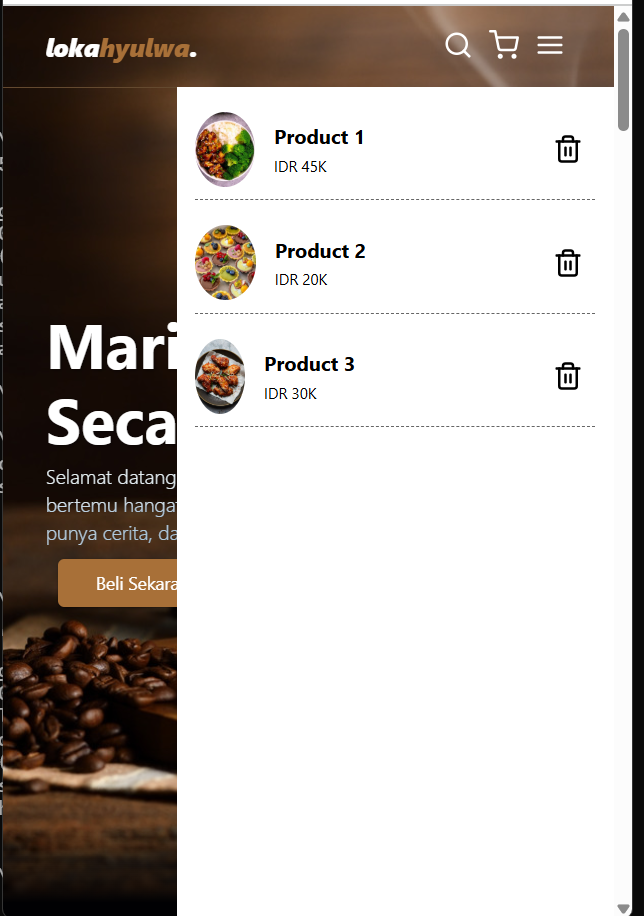 lokahyulwa.
Product 1
IDR 45K
Product 2
IDR 20K
Product 3
IDR 30K
Mari
Seca
Selamat datang
bertemu hangat
punya cerita, da
Beli Sekara